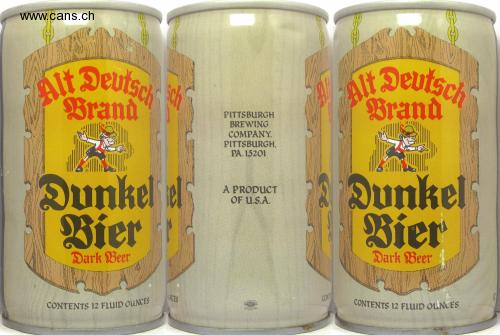 www.cans.ch
Alt Deutsch
Brand
Dunkel
Bier
Dark Beer
CONTENTS 12 FLUID OUNCES
PITTSBURGH
BREWING
COMPANY.
PITTSBURGH,
PA. 15201
A PRODUCT
OF U.S.A.
Alt Deutsch
Brand
Dunkel
Bier
Dark Beer
CONTENTS 12 FLUID OUNCES